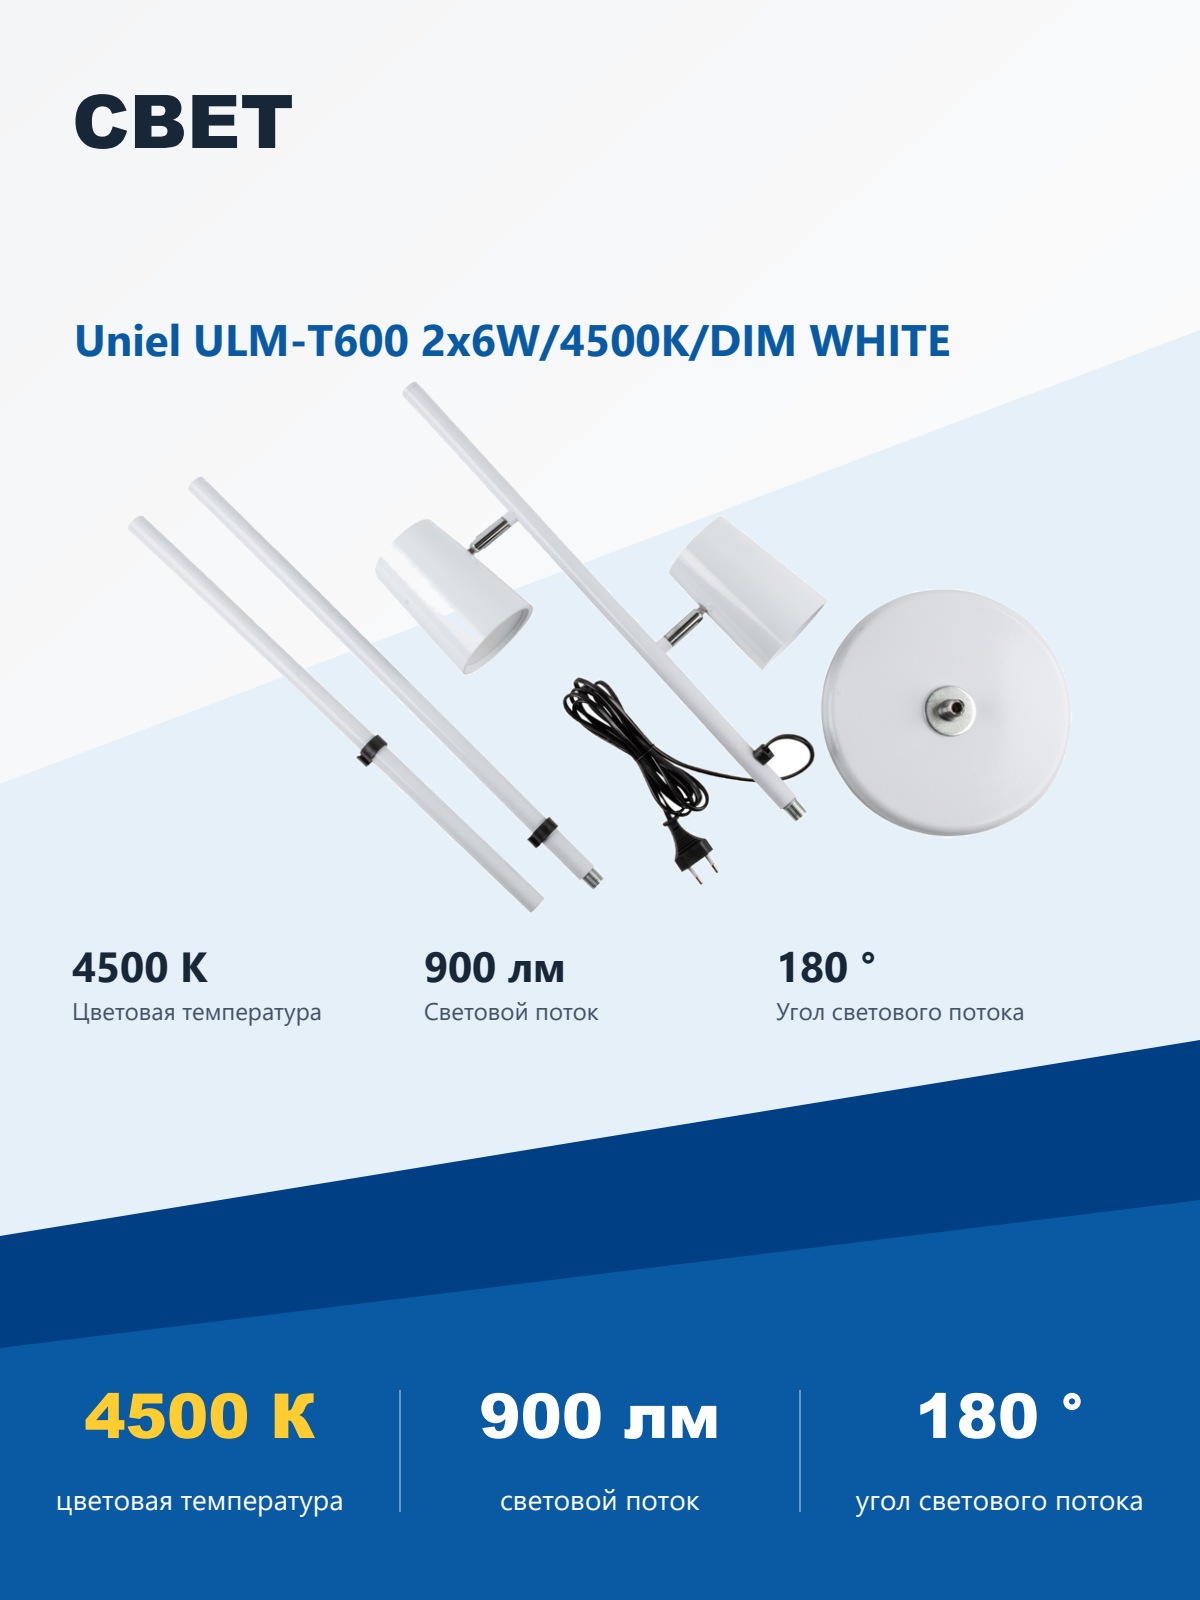 СВЕТ
Uniel ULM-T600 2x6W/4500K/DIM WHITE
4500 К
900 лм
180 °
Цветовая температура
Световой поток
Угол светового потока
4500 К
900 лм
180 °
цветовая температура
световой поток
угол светового потока